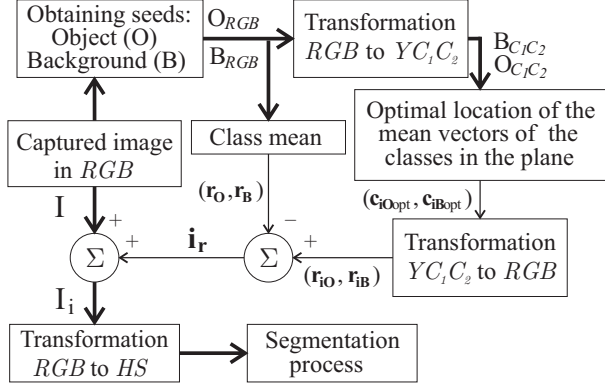 Obtaining seeds:
Object (O)
Background (B)
O_RGB
B_RGB
Transformation
RGB to YC₁C₂
B_C₁C₂
O_C₁C₂
Captured image
in RGB
Class mean
Optimal location of the
mean vectors of the
classes in the plane
(r_O, r_B)
(c_iOopt, c_iBopt)
I
+
+
Σ
i_r
+
−
Σ
+
(r_iO, r_iB)
Transformation
YC₁C₂ to RGB
I_i
Transformation
RGB to HS
Segmentation
process